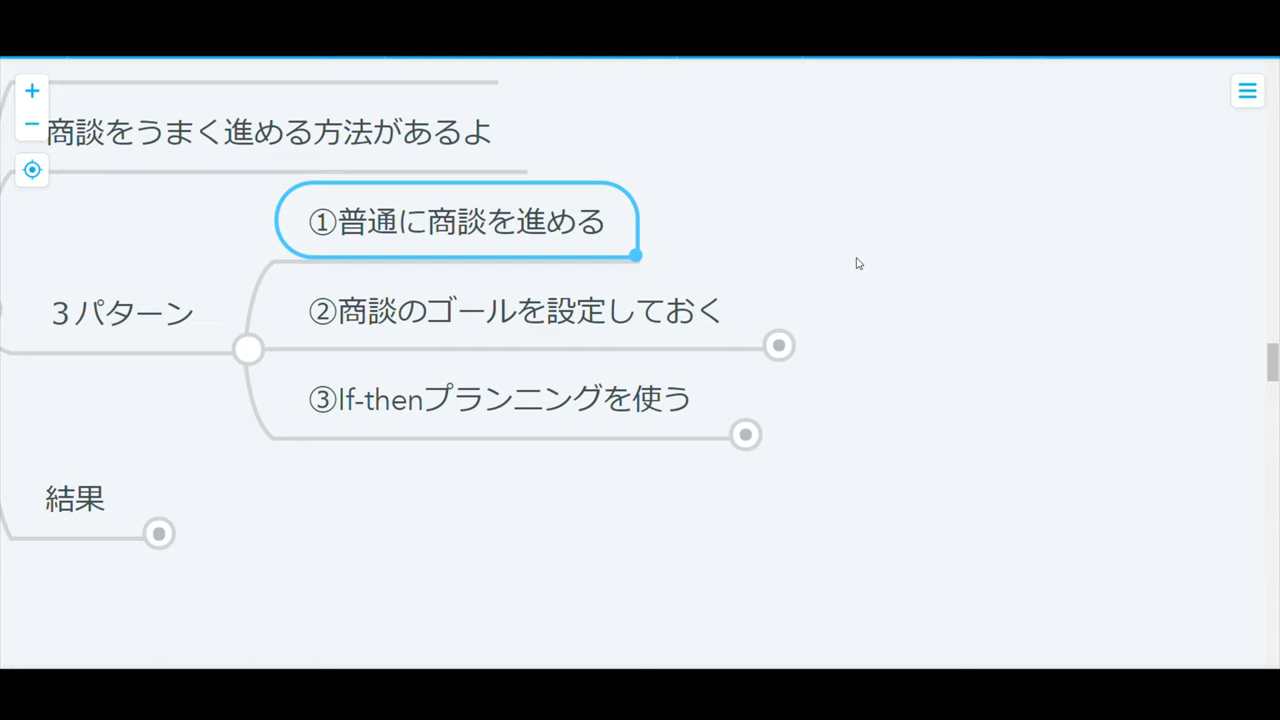 商談をうまく進める方法があるよ
①普通に商談を進める
３パターン
②商談のゴールを設定しておく
③If-thenプランニングを使う
結果